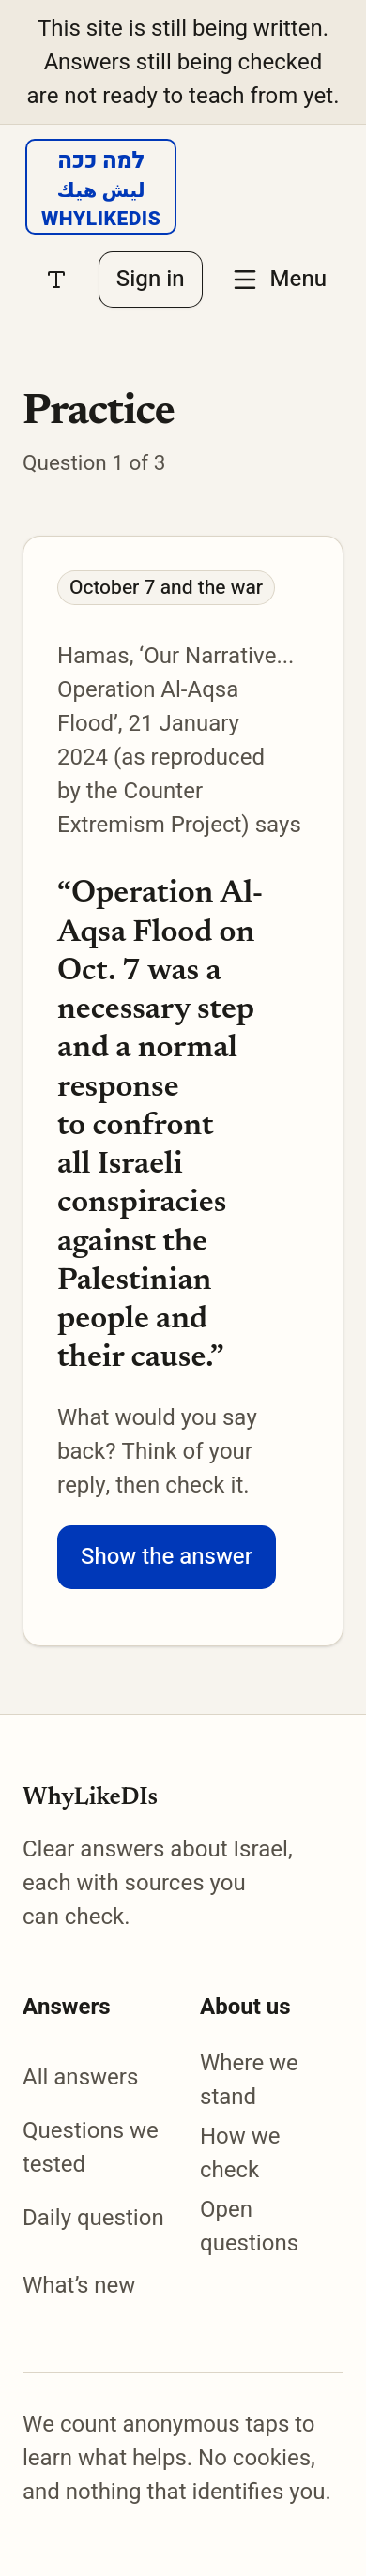 This site is still being written.
Answers still being checked
are not ready to teach from yet.
למה ככה
ليش هيك
WHYLIKEDIS
Sign in
Menu
Practice
Question 1 of 3
October 7 and the war
Hamas, ‘Our Narrative...
Operation Al-Aqsa
Flood’, 21 January
2024 (as reproduced
by the Counter
Extremism Project) says
“Operation Al-
Aqsa Flood on
Oct. 7 was a
necessary step
and a normal
response
to confront
all Israeli
conspiracies
against the
Palestinian
people and
their cause.”
What would you say
back? Think of your
reply, then check it.
Show the answer
WhyLikeDIs
Clear answers about Israel,
each with sources you
can check.
Answers
All answers
Questions we
tested
Daily question
What’s new
About us
Where we
stand
How we
check
Open
questions
We count anonymous taps to
learn what helps. No cookies,
and nothing that identifies you.